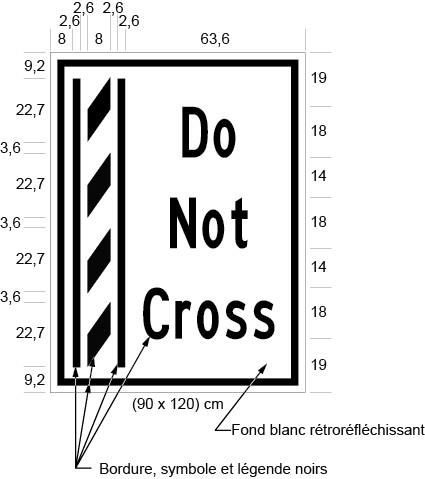 2,6 2,6
2,6 2,6
8 8 63,6
9,2
22,7
3,6
22,7
3,6
22,7
3,6
22,7
9,2
Do
Not
Cross
19
18
14
18
14
18
19
(90 x 120) cm
Fond blanc rétroréfléchissant
Bordure, symbole et légende noirs